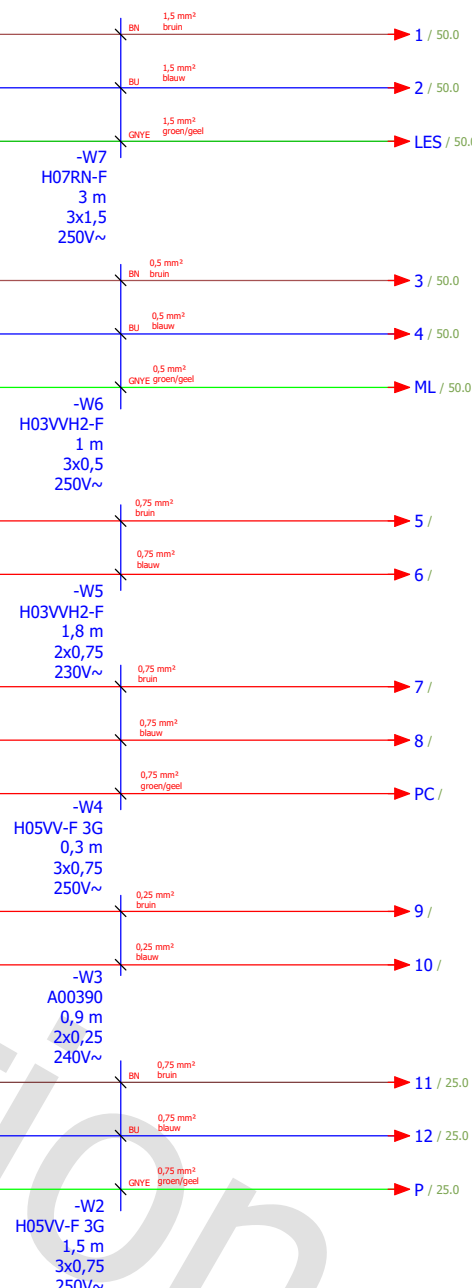 1,5 mm²
BN bruin
1 / 50.0
1,5 mm²
BU blauw
2 / 50.0
1,5 mm²
GNYE groen/geel
LES / 50.0
-W7
H07RN-F
3 m
3x1,5
250V~
0,5 mm²
BN bruin
3 / 50.0
0,5 mm²
BU blauw
4 / 50.0
0,5 mm²
GNYE groen/geel
ML / 50.0
-W6
H03VVH2-F
1 m
3x0,5
250V~
0,75 mm²
bruin
5 /
0,75 mm²
blauw
6 /
-W5
H03VVH2-F
1,8 m
2x0,75
230V~
0,75 mm²
bruin
7 /
0,75 mm²
blauw
8 /
0,75 mm²
groen/geel
PC /
-W4
H05VV-F 3G
0,3 m
3x0,75
250V~
0,25 mm²
bruin
9 /
0,25 mm²
blauw
10 /
-W3
A00390
0,9 m
2x0,25
240V~
0,75 mm²
BN bruin
11 / 25.0
0,75 mm²
BU blauw
12 / 25.0
0,75 mm²
GNYE groen/geel
P / 25.0
-W2
H05VV-F 3G
1,5 m
3x0,75
250V~